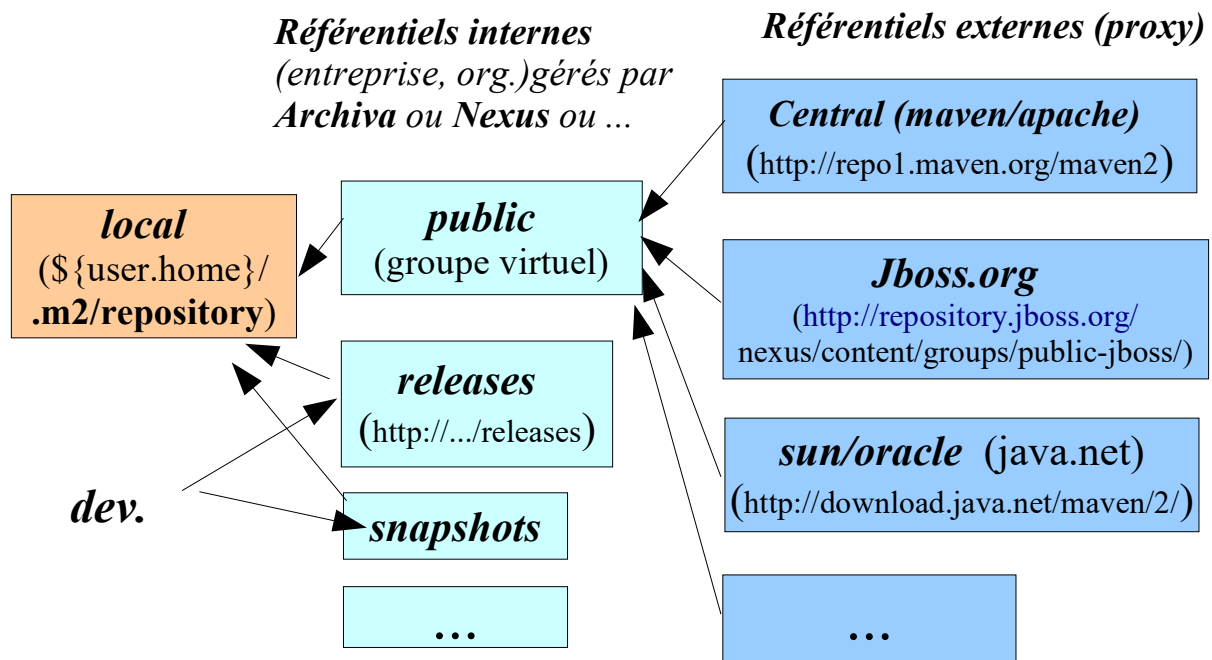 Référentiels internes
(entreprise, org.)gérés par
Archiva ou Nexus ou ...
Référentiels externes (proxy)
local
(${user.home}/
.m2/repository)
public
(groupe virtuel)
releases
(http://.../releases)
snapshots
...
dev.
Central (maven/apache)
(http://repo1.maven.org/maven2)
Jboss.org
(http://repository.jboss.org/
nexus/content/groups/public-jboss/)
sun/oracle (java.net)
(http://download.java.net/maven/2/)
...